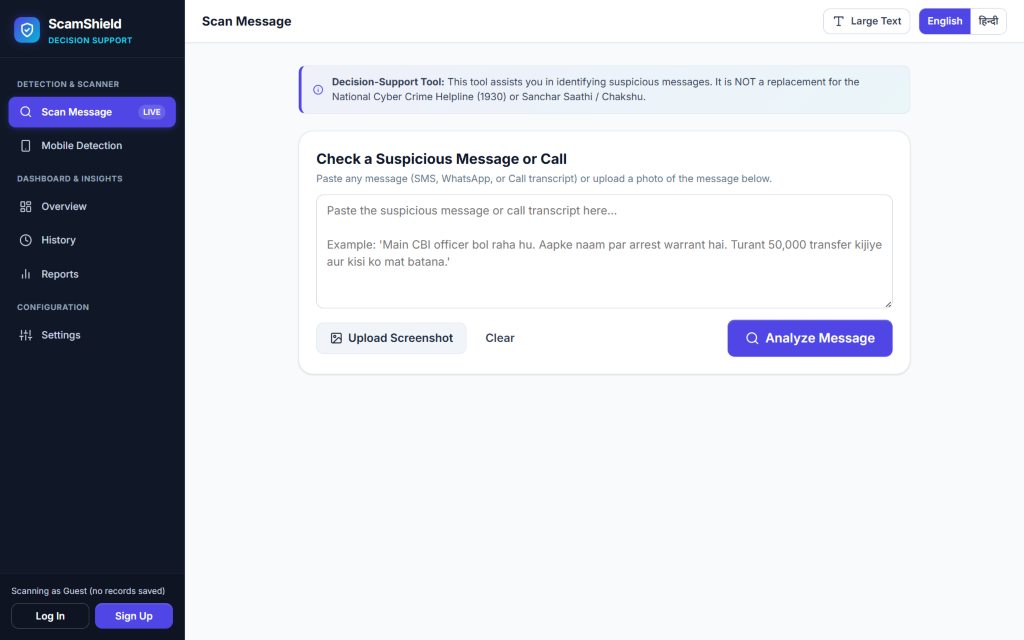 ScamShield
DECISION SUPPORT
DETECTION & SCANNER
Scan Message
LIVE
Mobile Detection
DASHBOARD & INSIGHTS
Overview
History
Reports
CONFIGURATION
Settings
Scanning as Guest (no records saved)
Log In
Sign Up
Scan Message
Large Text
English
हिन्दी
Decision-Support Tool: This tool assists you in identifying suspicious messages. It is NOT a replacement for the
National Cyber Crime Helpline (1930) or Sanchar Saathi / Chakshu.
Check a Suspicious Message or Call
Paste any message (SMS, WhatsApp, or Call transcript) or upload a photo of the message below.
Paste the suspicious message or call transcript here...
Example: 'Main CBI officer bol raha hu. Aapke naam par arrest warrant hai. Turant 50,000 transfer kijiye
aur kisi ko mat batana.'
Upload Screenshot
Clear
Analyze Message